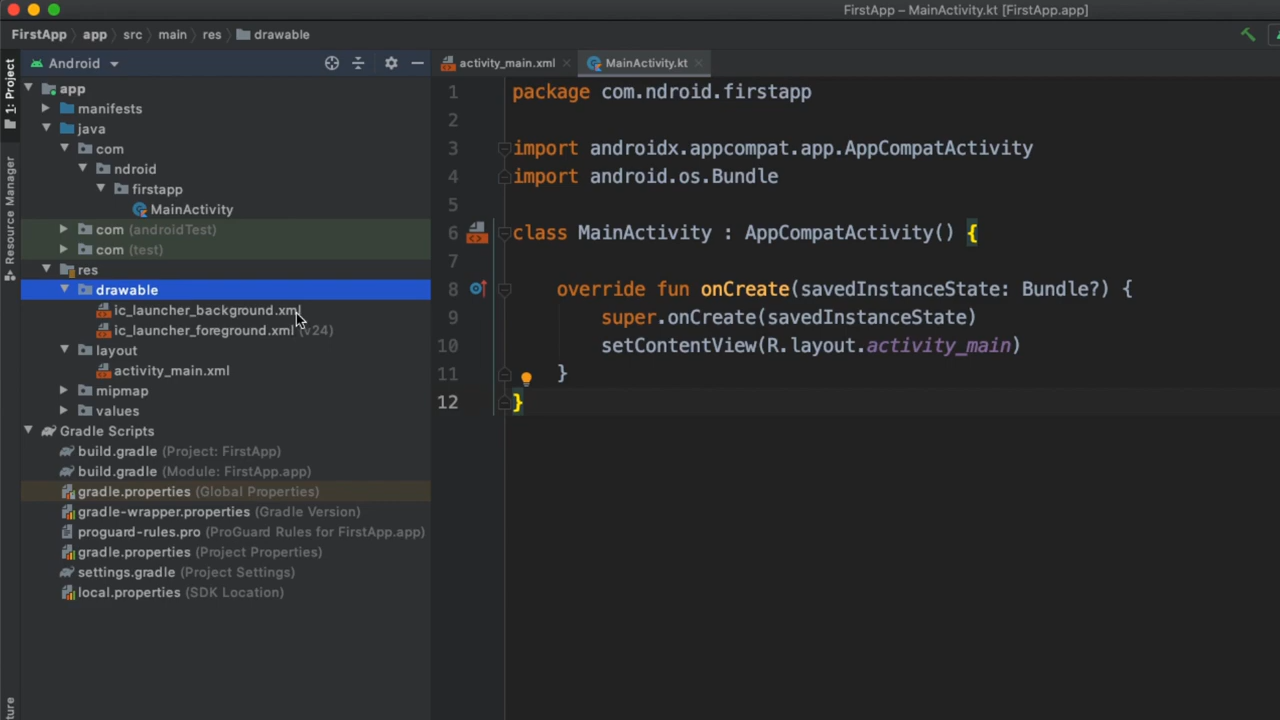 FirstApp – MainActivity.kt [FirstApp.app]
FirstApp app src main res drawable
Android
activity_main.xml
MainActivity.kt
1: Project
Resource Manager
app
manifests
java
com
ndroid
firstapp
MainActivity
com (androidTest)
com (test)
res
drawable
ic_launcher_background.xml
ic_launcher_foreground.xml (v24)
layout
activity_main.xml
mipmap
values
Gradle Scripts
build.gradle (Project: FirstApp)
build.gradle (Module: FirstApp.app)
gradle.properties (Global Properties)
gradle-wrapper.properties (Gradle Version)
proguard-rules.pro (ProGuard Rules for FirstApp.app)
gradle.properties (Project Properties)
settings.gradle (Project Settings)
local.properties (SDK Location)
1 package com.ndroid.firstapp
2
3 import androidx.appcompat.app.AppCompatActivity
4 import android.os.Bundle
5
6 class MainActivity : AppCompatActivity() {
7
8 override fun onCreate(savedInstanceState: Bundle?) {
9 super.onCreate(savedInstanceState)
10 setContentView(R.layout.activity_main)
11 }
12 }